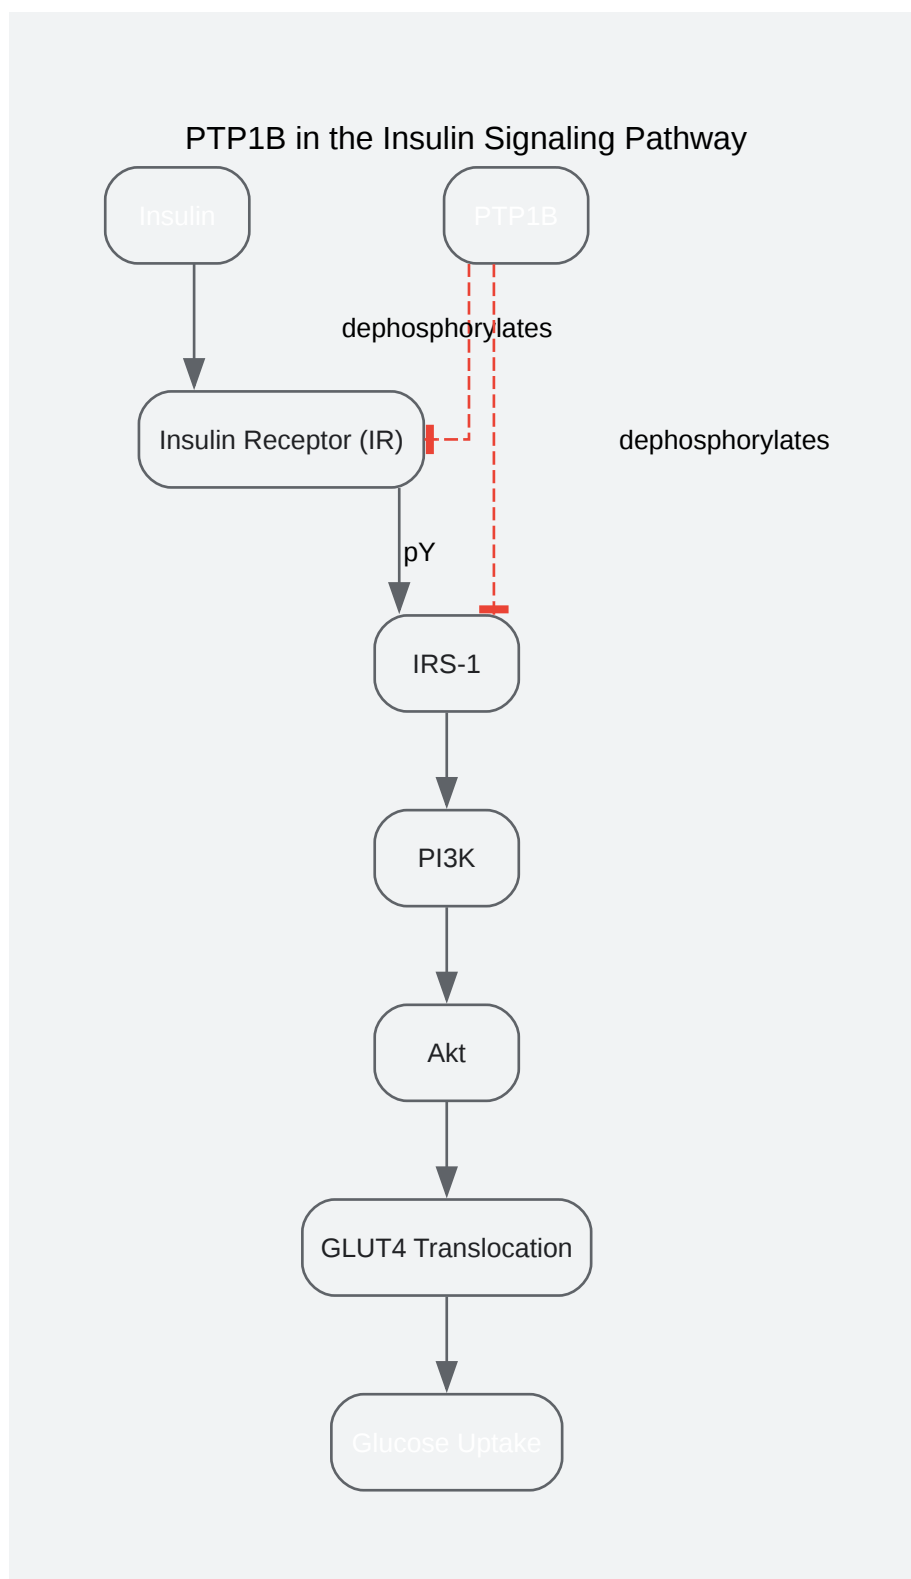 PTP1B in the Insulin Signaling Pathway
Insulin
PTP1B
dephosphorylates
Insulin Receptor (IR)
dephosphorylates
pY
IRS-1
PI3K
Akt
GLUT4 Translocation
Glucose Uptake